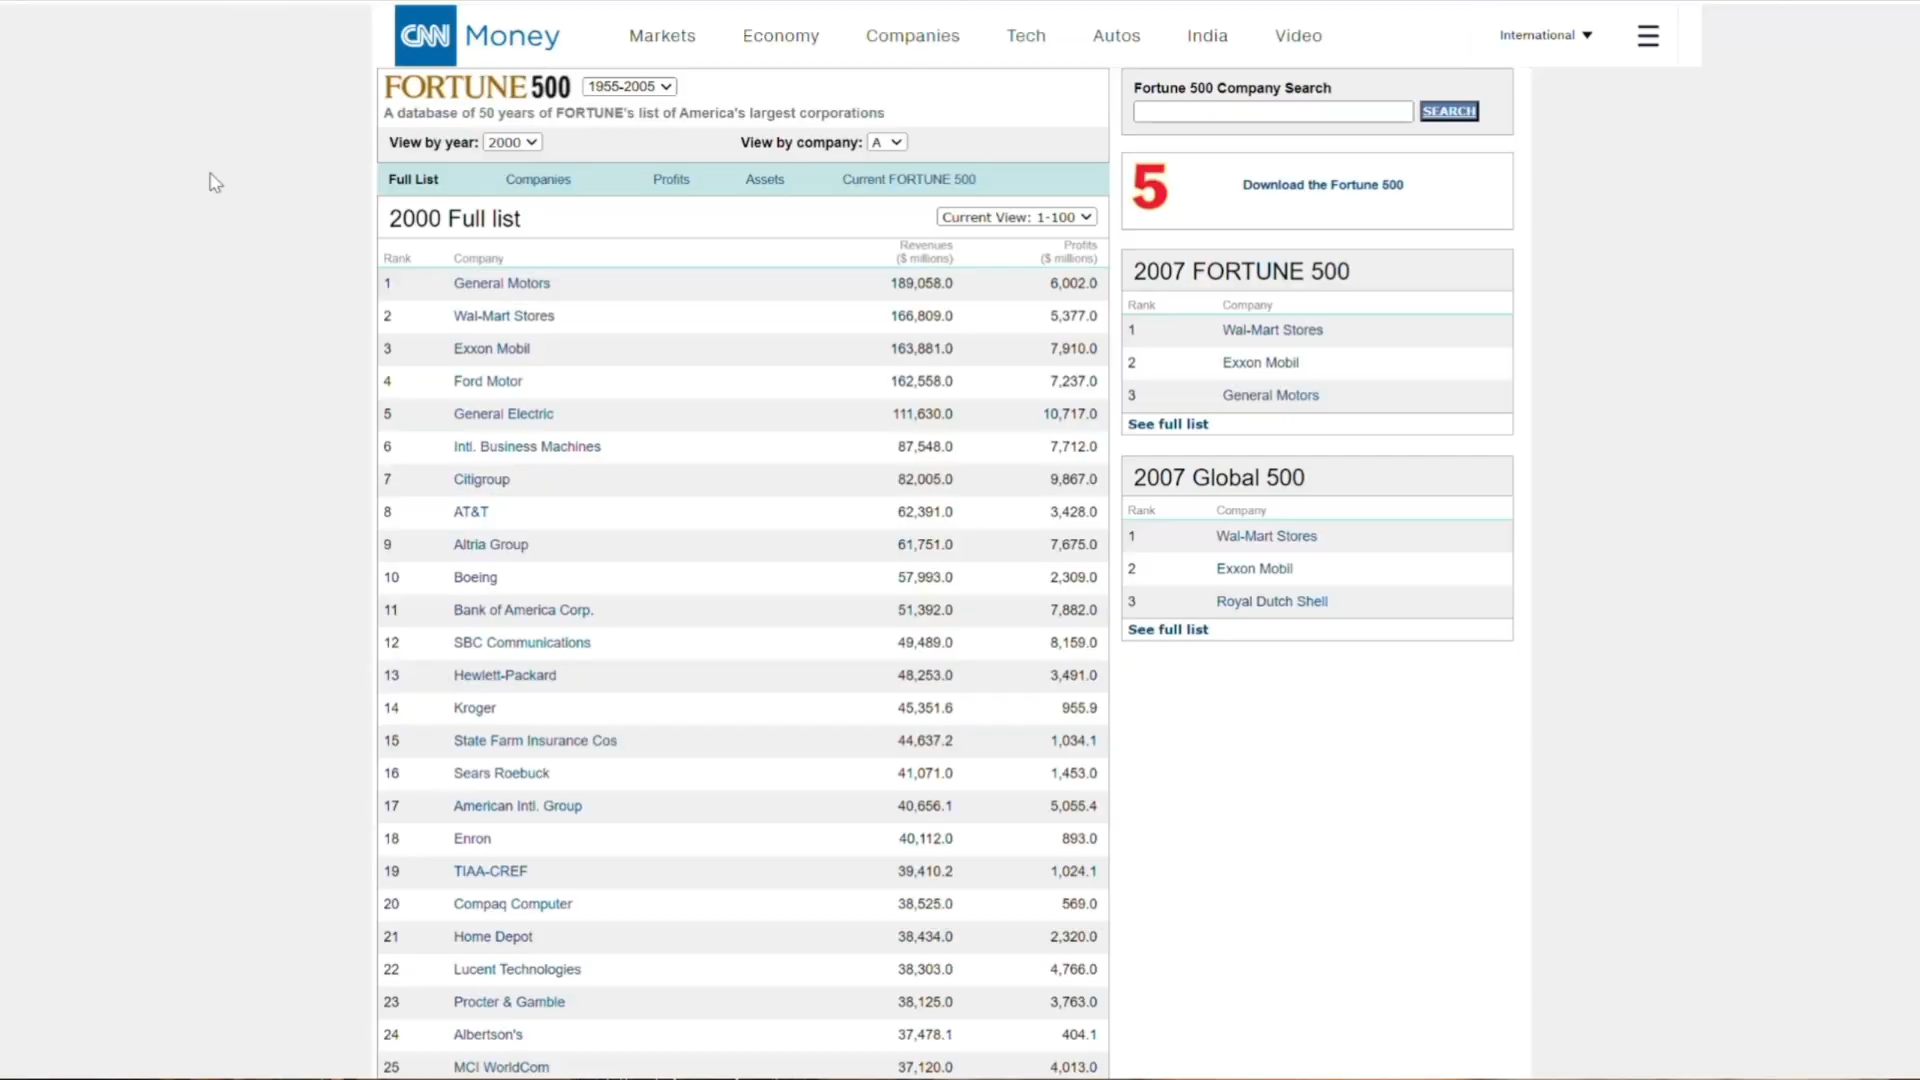 CNN Money Markets Economy Companies Tech Autos India Video International
FORTUNE 500 1955-2005
A database of 50 years of FORTUNE's list of America's largest corporations
View by year: 2000 View by company: A
Full List Companies Profits Assets Current FORTUNE 500
2000 Full list Current View: 1-100
Rank Company Revenues ($ millions) Profits ($ millions)
1 General Motors 189,058.0 6,002.0
2 Wal-Mart Stores 166,809.0 5,377.0
3 Exxon Mobil 163,881.0 7,910.0
4 Ford Motor 162,558.0 7,237.0
5 General Electric 111,630.0 10,717.0
6 Intl. Business Machines 87,548.0 7,712.0
7 Citigroup 82,005.0 9,867.0
8 AT&T 62,391.0 3,428.0
9 Altria Group 61,751.0 7,675.0
10 Boeing 57,993.0 2,309.0
11 Bank of America Corp. 51,392.0 7,882.0
12 SBC Communications 49,489.0 8,159.0
13 Hewlett-Packard 48,253.0 3,491.0
14 Kroger 45,351.6 955.9
15 State Farm Insurance Cos 44,637.2 1,034.1
16 Sears Roebuck 41,071.0 1,453.0
17 American Intl. Group 40,656.1 5,055.4
18 Enron 40,112.0 893.0
19 TIAA-CREF 39,410.2 1,024.1
20 Compaq Computer 38,525.0 569.0
21 Home Depot 38,434.0 2,320.0
22 Lucent Technologies 38,303.0 4,766.0
23 Procter & Gamble 38,125.0 3,763.0
24 Albertson's 37,478.1 404.1
25 MCI WorldCom 37,120.0 4,013.0
Fortune 500 Company Search
SEARCH
5 Download the Fortune 500
2007 FORTUNE 500
Rank Company
1 Wal-Mart Stores
2 Exxon Mobil
3 General Motors
See full list
2007 Global 500
Rank Company
1 Wal-Mart Stores
2 Exxon Mobil
3 Royal Dutch Shell
See full list